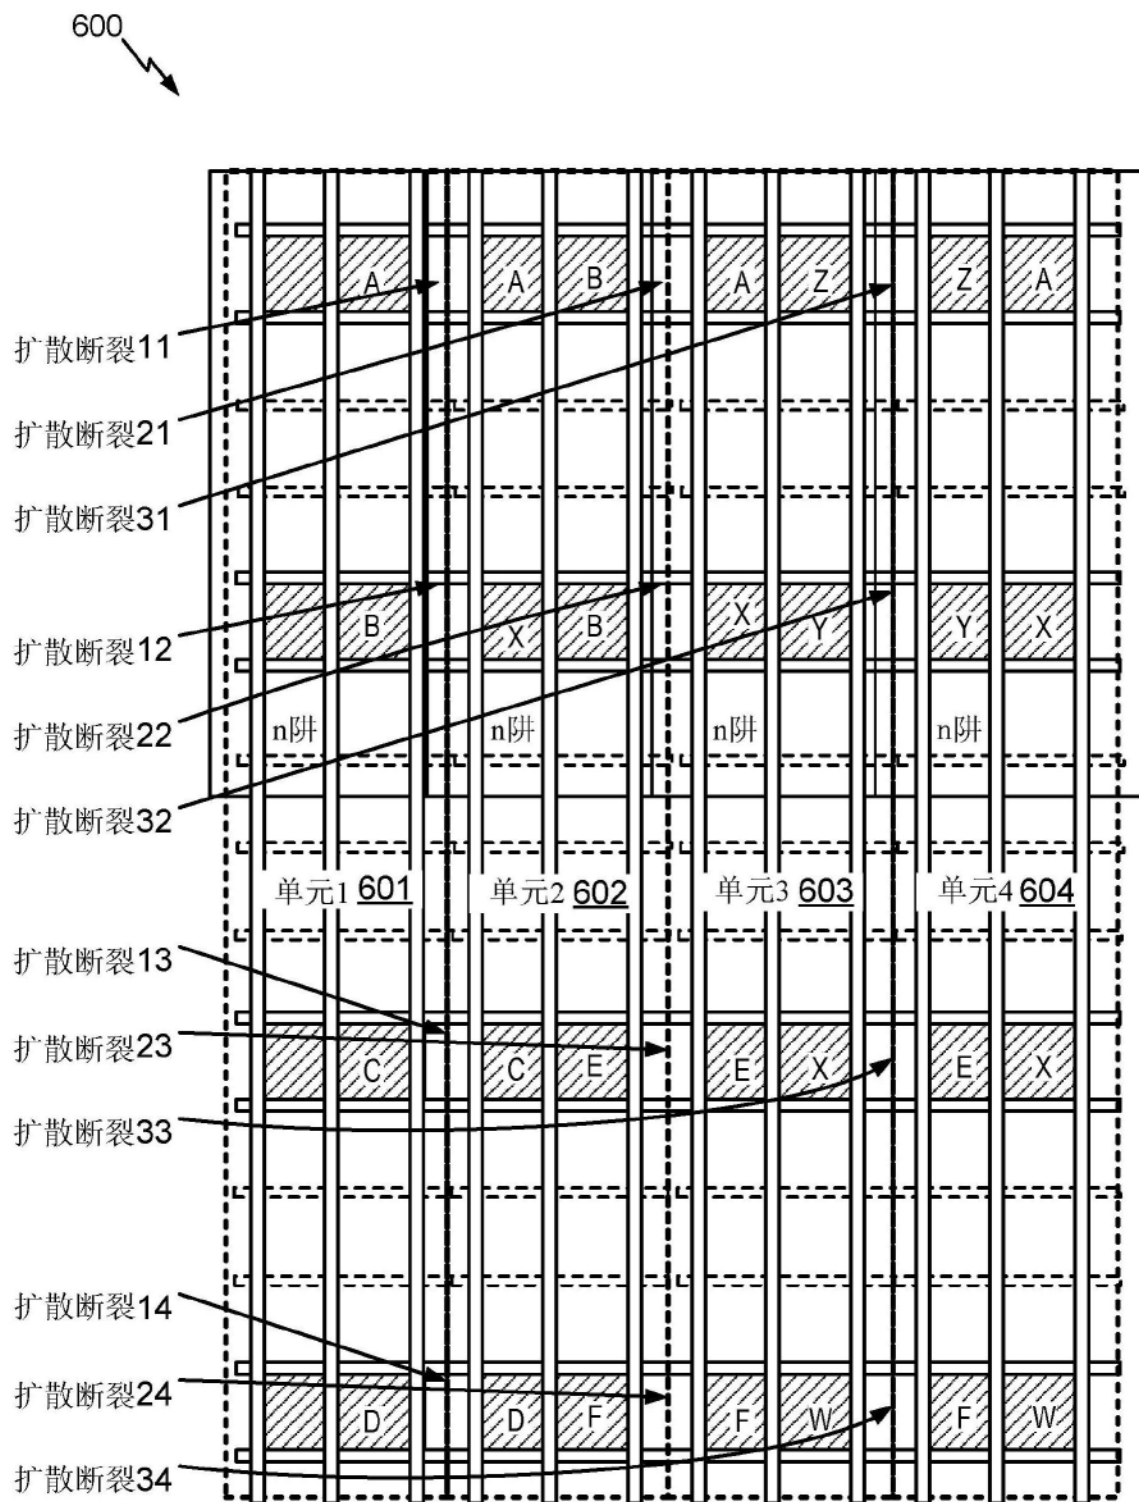 600
A A B A Z Z A
扩散断裂11
扩散断裂21
扩散断裂31
B X B X Y Y X
扩散断裂12
扩散断裂22
n阱 n阱 n阱 n阱
扩散断裂32
单元1 601 单元2 602 单元3 603 单元4 604
扩散断裂13
扩散断裂23
C C E E X E X
扩散断裂33
扩散断裂14
扩散断裂24
D D F F W F W
扩散断裂34